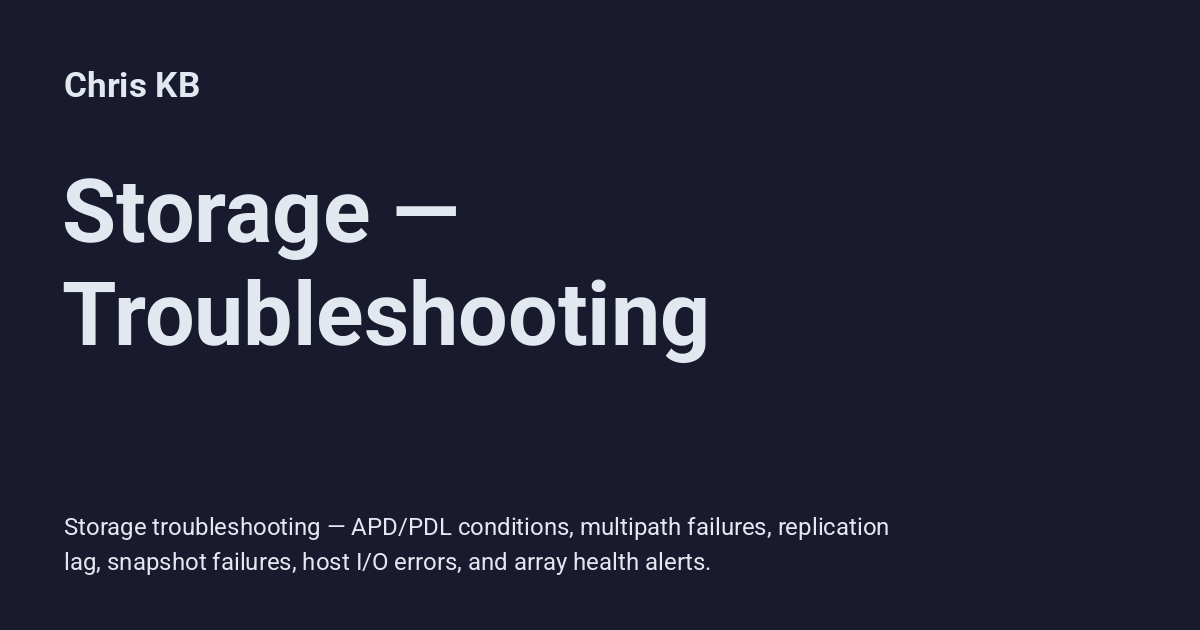 Chris KB
Storage —
Troubleshooting
Storage troubleshooting — APD/PDL conditions, multipath failures, replication
lag, snapshot failures, host I/O errors, and array health alerts.